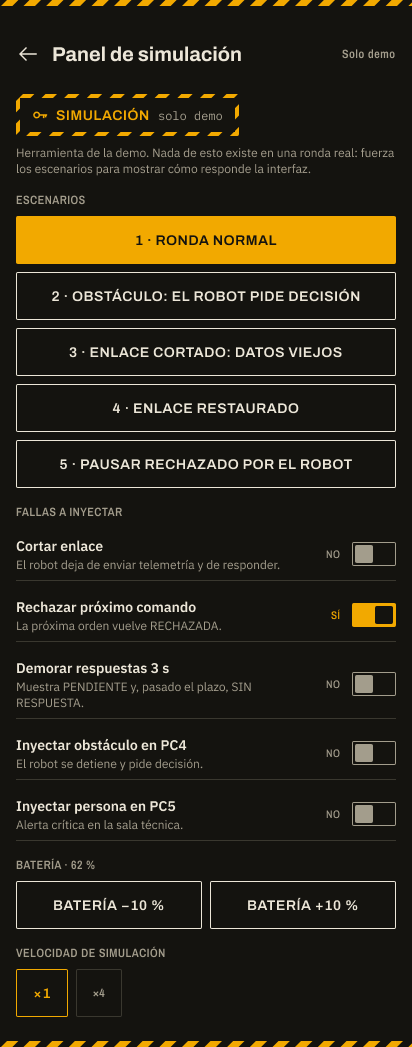 Panel de simulación
Solo demo
SIMULACIÓN solo demo
Herramienta de la demo. Nada de esto existe en una ronda real: fuerza
los escenarios para mostrar cómo responde la interfaz.
ESCENARIOS
1 · RONDA NORMAL
2 · OBSTÁCULO: EL ROBOT PIDE DECISIÓN
3 · ENLACE CORTADO: DATOS VIEJOS
4 · ENLACE RESTAURADO
5 · PAUSAR RECHAZADO POR EL ROBOT
FALLAS A INYECTAR
Cortar enlace
El robot deja de enviar telemetría y de responder.
NO
Rechazar próximo comando
La próxima orden vuelve RECHAZADA.
SÍ
Demorar respuestas 3 s
Muestra PENDIENTE y, pasado el plazo, SIN
RESPUESTA.
NO
Inyectar obstáculo en PC4
El robot se detiene y pide decisión.
NO
Inyectar persona en PC5
Alerta crítica en la sala técnica.
NO
BATERÍA · 62 %
BATERÍA −10 %
BATERÍA +10 %
VELOCIDAD DE SIMULACIÓN
×1
×4